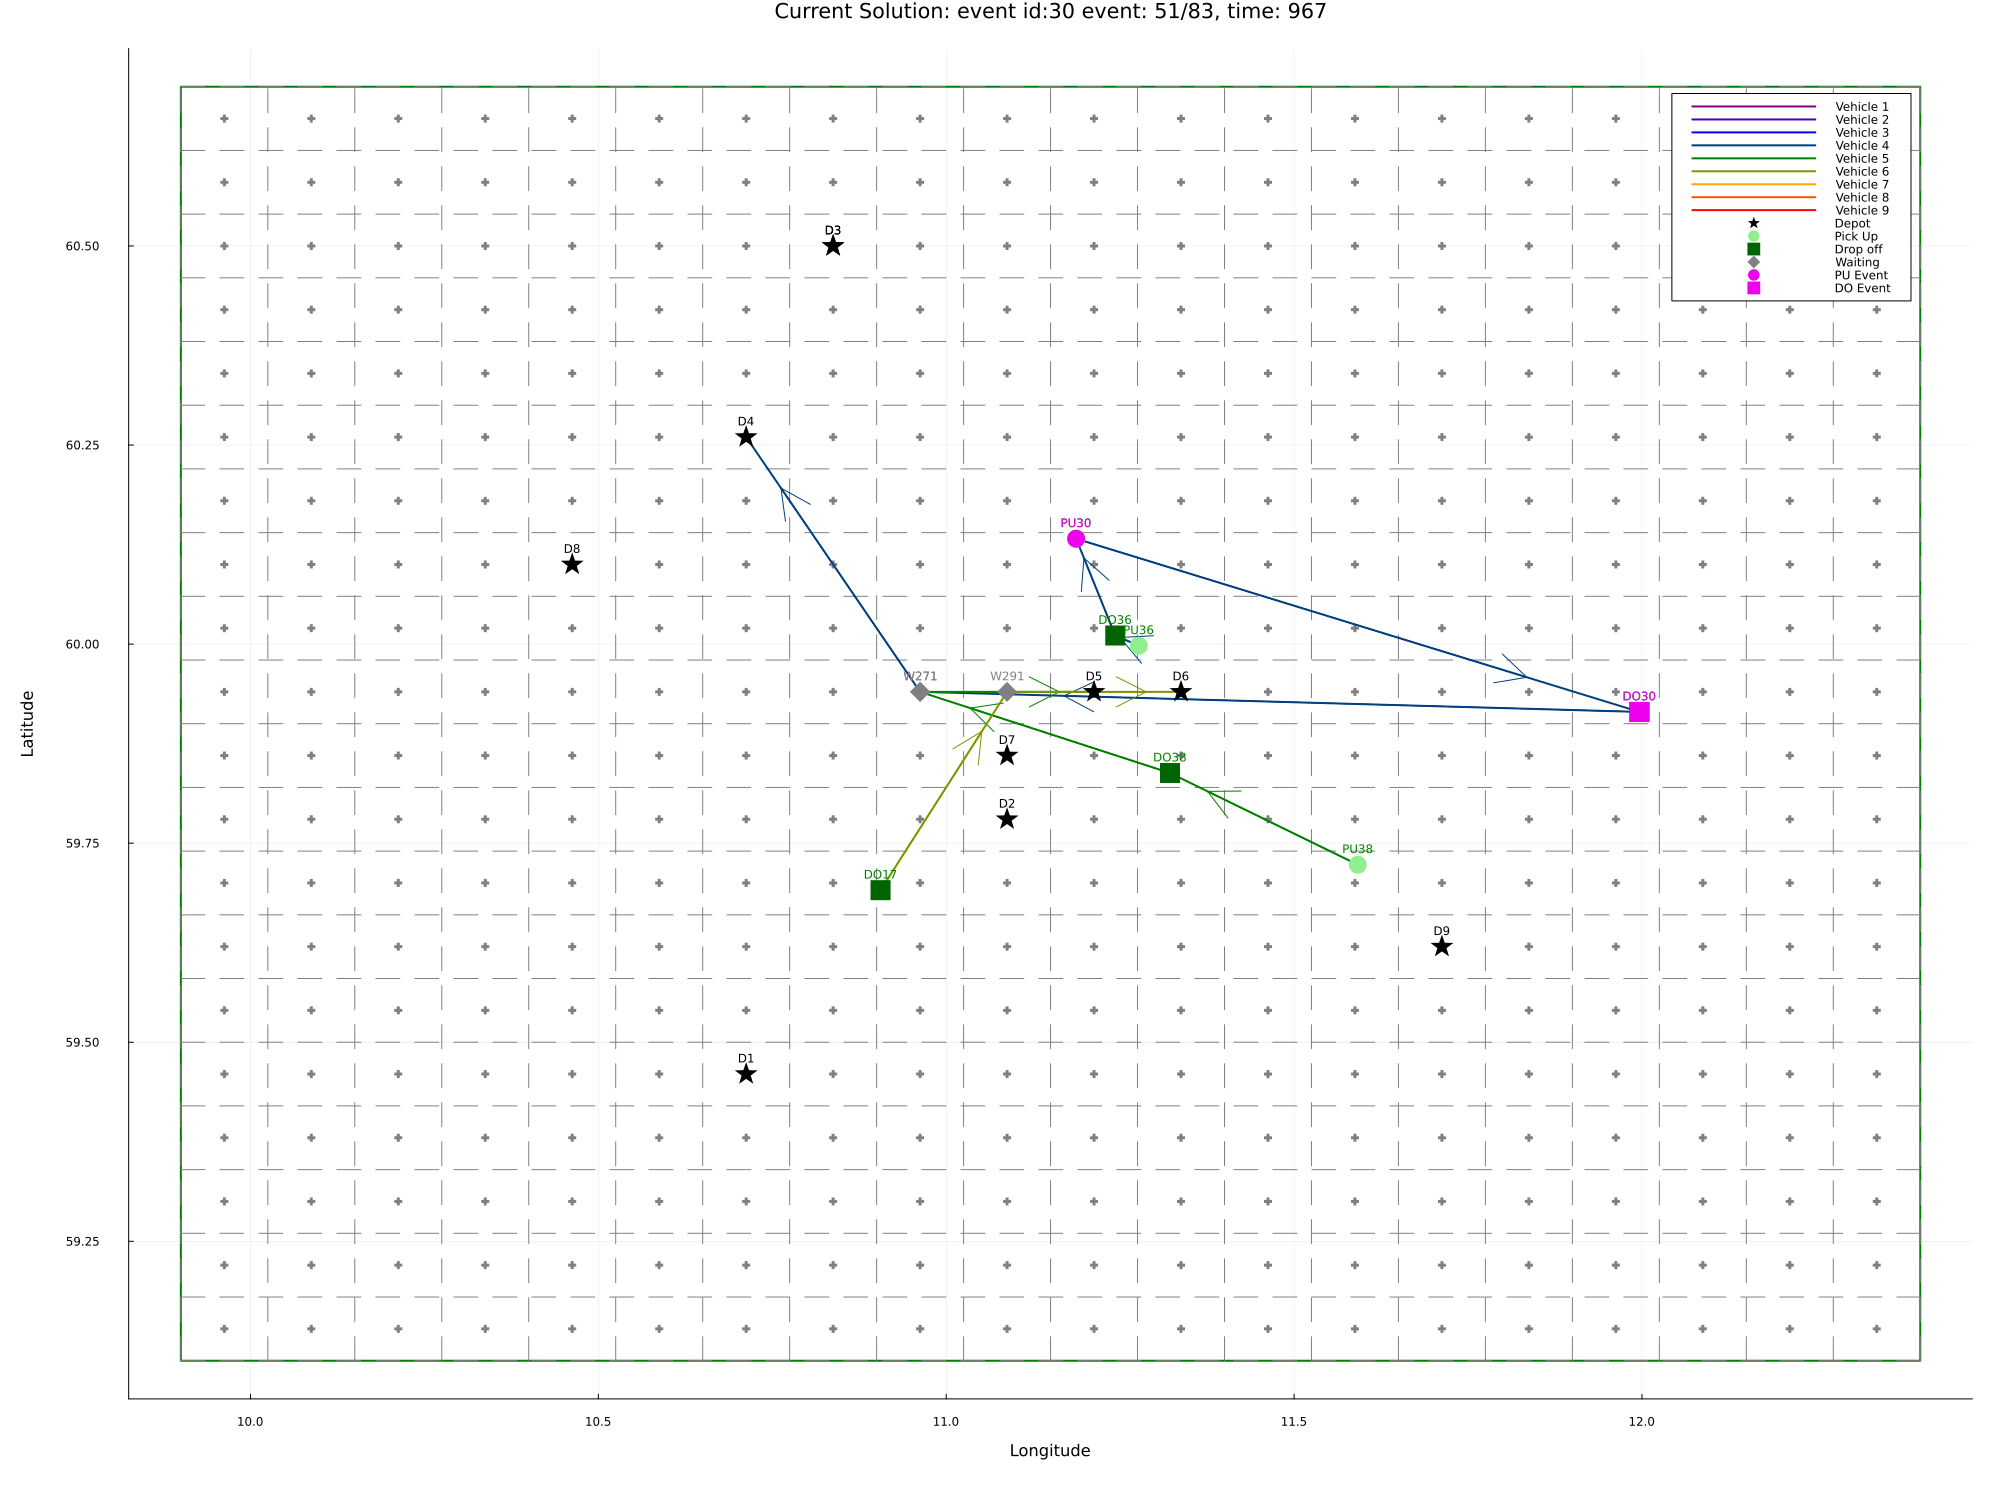 Current Solution: event id:30 event: 51/83, time: 967
Vehicle 1
Vehicle 2
Vehicle 3
Vehicle 4
Vehicle 5
Vehicle 6
Vehicle 7
Vehicle 8
Vehicle 9
Depot
Pick Up
Drop off
Waiting
PU Event
DO Event
D3
60.50
D4
60.25
PU30
D8
DO36
PU36
60.00
W271
W291
D5
D6
DO30
D7
DO38
D2
59.75
PU38
DO17
D9
59.50
D1
59.25
Latitude
10.0
10.5
11.0
11.5
12.0
Longitude